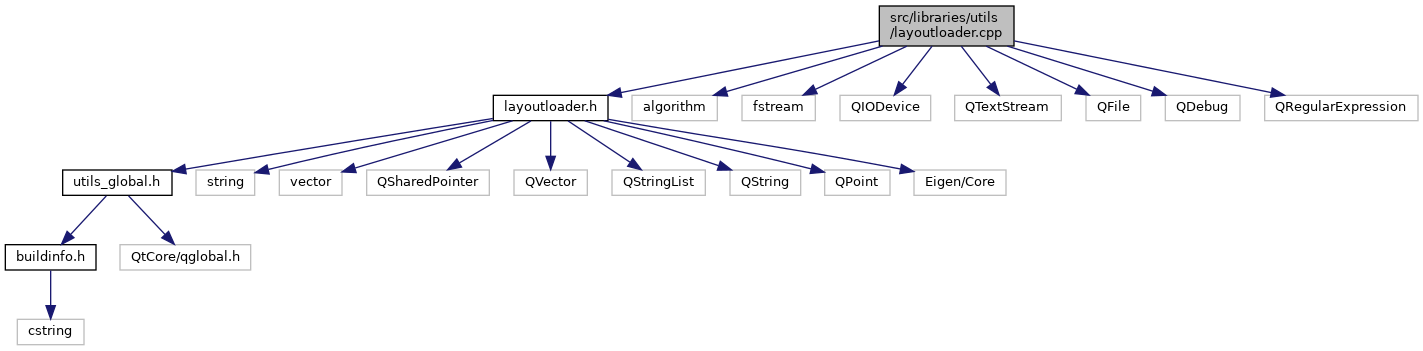 src/libraries/utils
/layoutloader.cpp
layoutloader.h
algorithm
fstream
QIODevice
QTextStream
QFile
QDebug
QRegularExpression
utils_global.h
string
vector
QSharedPointer
QVector
QStringList
QString
QPoint
Eigen/Core
buildinfo.h
QtCore/qglobal.h
cstring